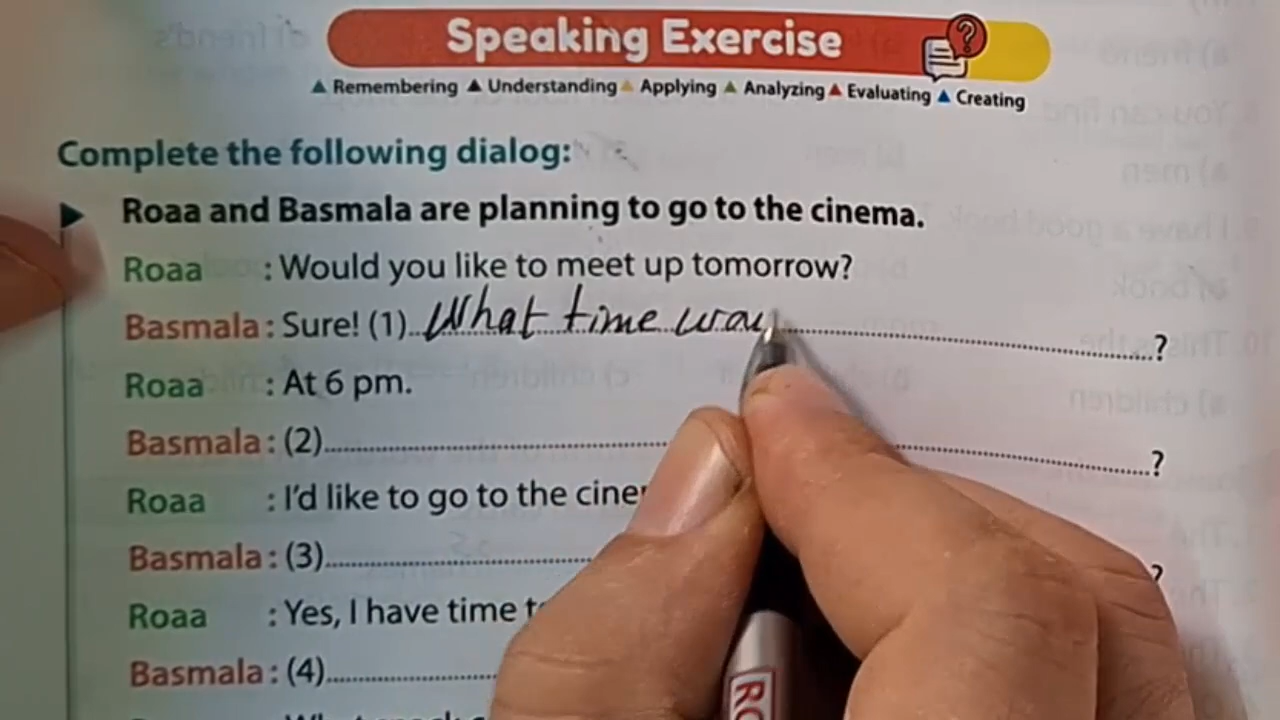 Speaking Exercise
Remembering Understanding Applying Analyzing Evaluating Creating
Complete the following dialog:
Roaa and Basmala are planning to go to the cinema.
Roaa : Would you like to meet up tomorrow?
Basmala : Sure! (1) What time wou ?
Roaa : At 6 pm.
Basmala : (2) ?
Roaa : I'd like to go to the
Basmala : (3) ?
Roaa : Yes, I have time
Basmala : (4)